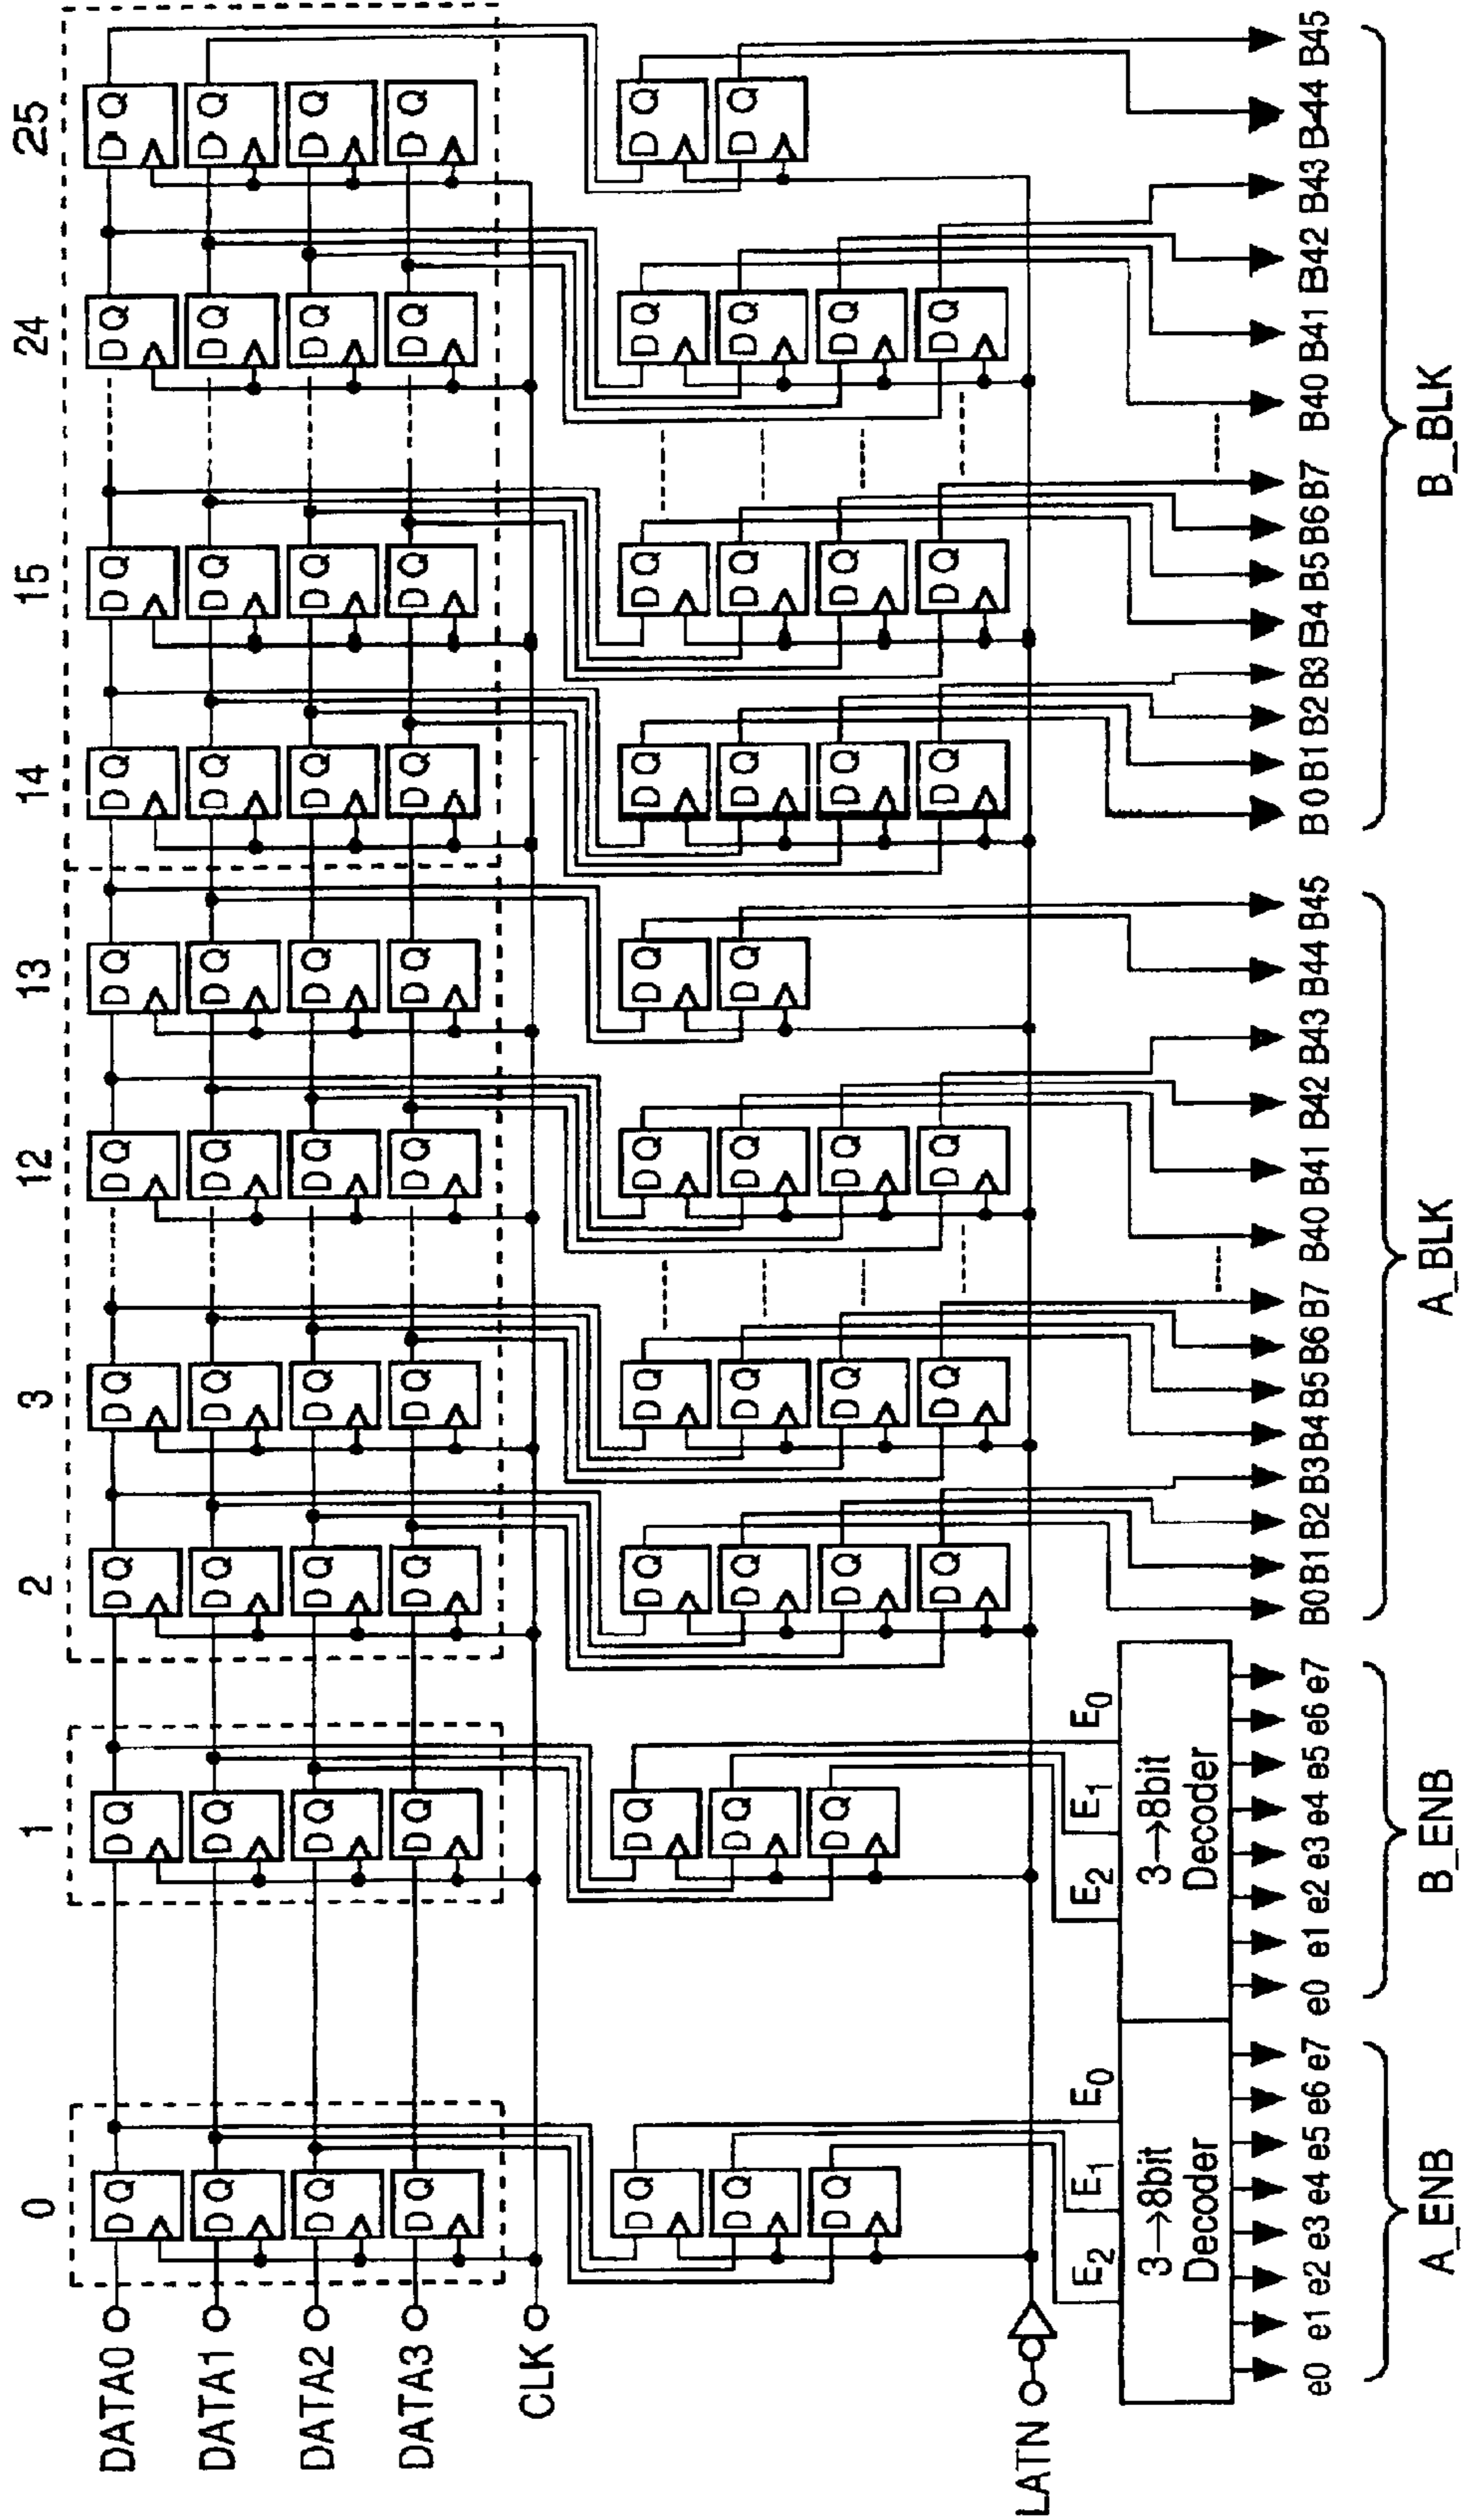 0 1 2 3 12 13 14 15 24 25
DATA0
D Q D Q D Q D Q D Q D Q D Q D Q D Q D Q
DATA1
D Q D Q D Q D Q D Q D Q D Q D Q D Q D Q
DATA2
D Q D Q D Q D Q D Q D Q D Q D Q D Q D Q
DATA3
D Q D Q D Q D Q D Q D Q D Q D Q D Q D Q
CLK
D Q D Q D Q D Q D Q D Q D Q D Q D Q D Q
D Q D Q D Q D Q D Q D Q D Q D Q D Q D Q
D Q D Q D Q D Q D Q D Q D Q D Q
D Q D Q D Q D Q D Q D Q
LATN
E2 E1 E0 E2 E1 E0
3→8bit 3→8bit
Decoder Decoder
e0 e1 e2 e3 e4 e5 e6 e7 e0 e1 e2 e3 e4 e5 e6 e7 B0 B1 B2 B3 B4 B5 B6 B7 B40 B41 B42 B43 B44 B45 B0 B1 B2 B3 B4 B5 B6 B7 B40 B41 B42 B43 B44 B45
A_ENB B_ENB A_BLK B_BLK